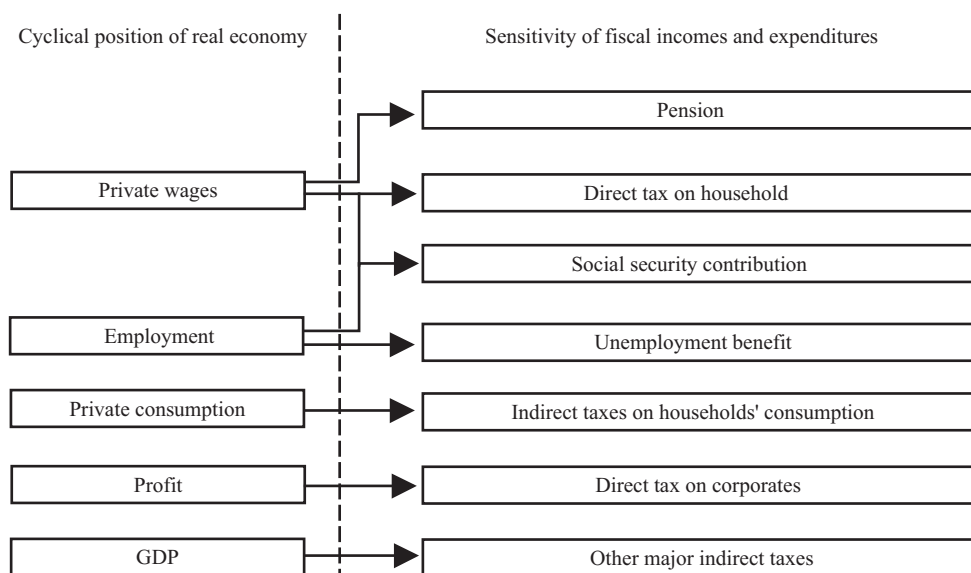 Cyclical position of real economy
Sensitivity of fiscal incomes and expenditures
Pension
Private wages
Direct tax on household
Social security contribution
Employment
Unemployment benefit
Private consumption
Indirect taxes on households' consumption
Profit
Direct tax on corporates
GDP
Other major indirect taxes